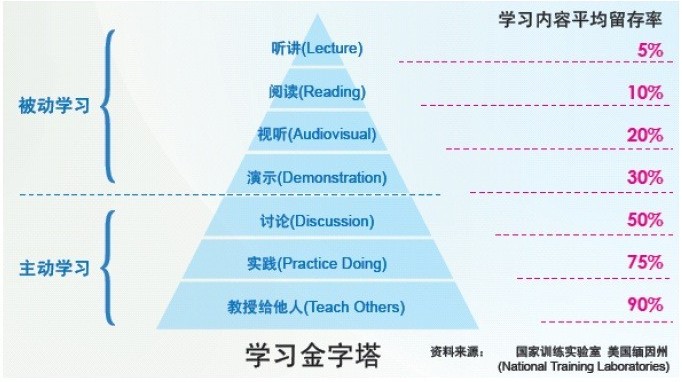 学习内容平均留存率
听讲(Lecture)
5%
阅读(Reading)
10%
被动学习
视听(Audiovisual)
20%
演示(Demonstration)
30%
讨论(Discussion)
50%
主动学习
实践(Practice Doing)
75%
教授给他人(Teach Others)
90%
学习金字塔
资料来源： 国家训练实验室 美国缅因州
(National Training Laboratories)